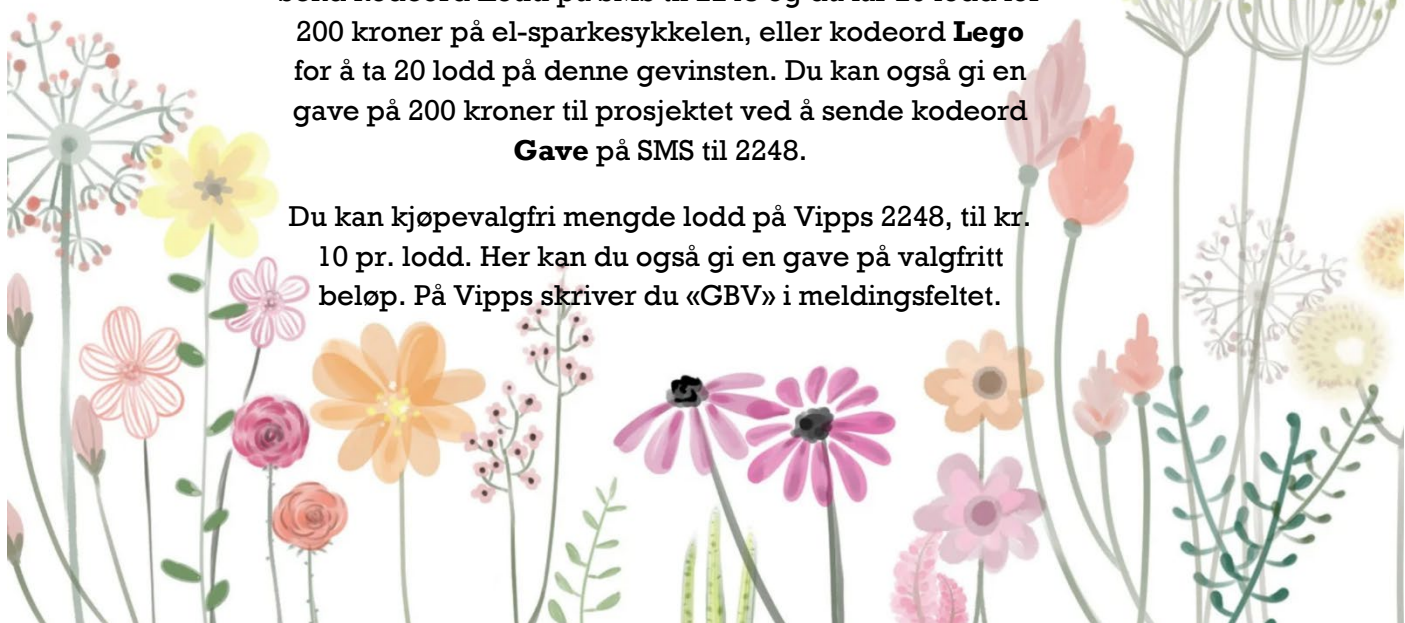 200 kroner på el-sparkesykkelen, eller kodeord Lego
for å ta 20 lodd på denne gevinsten. Du kan også gi en
gave på 200 kroner til prosjektet ved å sende kodeord
Gave på SMS til 2248.
Du kan kjøpevalgfri mengde lodd på Vipps 2248, til kr.
10 pr. lodd. Her kan du også gi en gave på valgfritt
beløp. På Vipps skriver du «GBV» i meldingsfeltet.